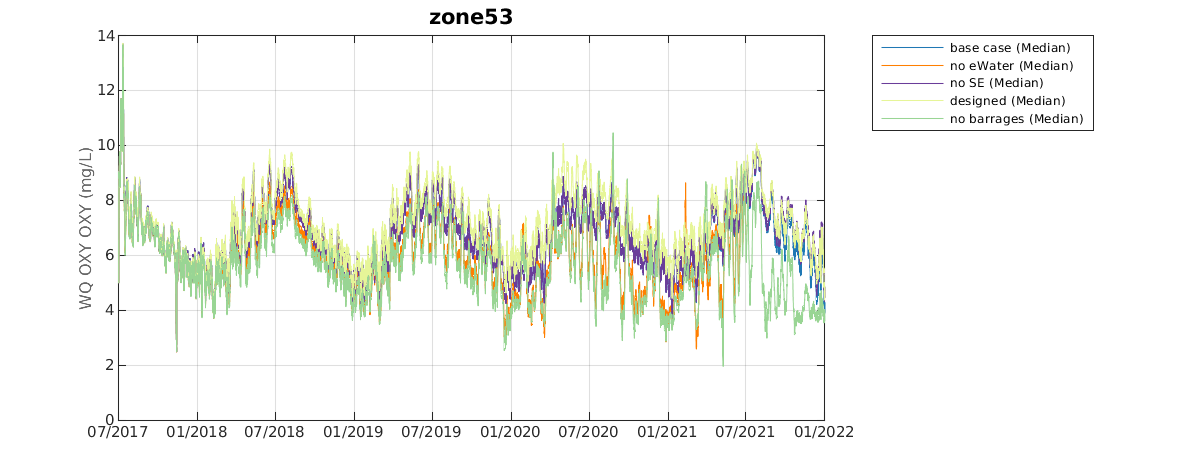 zone53
WQ OXY OXY (mg/L)
14
12
10
8
6
4
2
0
07/2017 01/2018 07/2018 01/2019 07/2019 01/2020 07/2020 01/2021 07/2021 01/2022
base case (Median)
no eWater (Median)
no SE (Median)
designed (Median)
no barrages (Median)